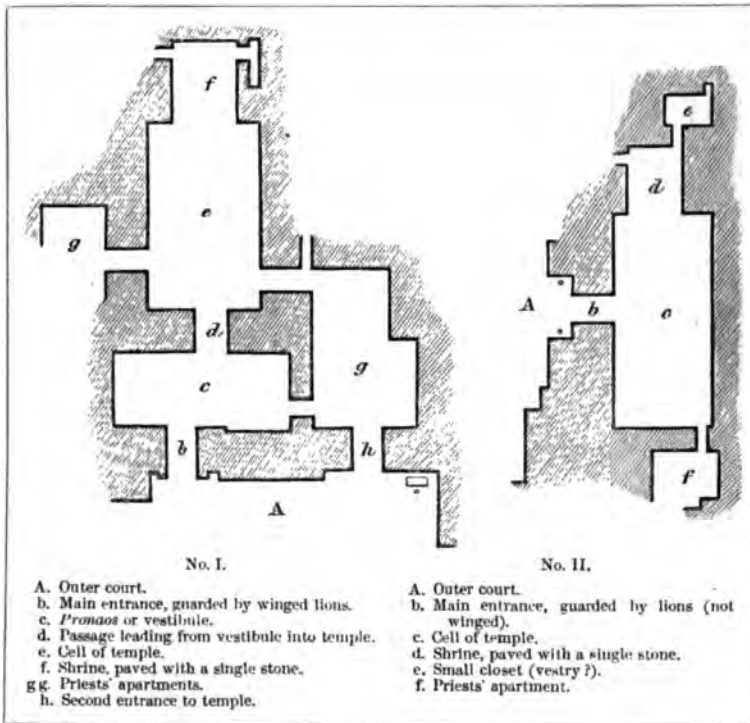 f
e
g
d
c
g
b
h
A
No. I.
A. Outer court.
b. Main entrance, guarded by winged lions.
c. Pronaos or vestibule.
d. Passage leading from vestibule into temple.
e. Cell of temple.
f. Shrine, paved with a single stone.
g g. Priests' apartments.
h. Second entrance to temple.
e
d
A
b
c
f
No. II.
A. Outer court.
b. Main entrance, guarded by lions (not
winged).
c. Cell of temple.
d. Shrine, paved with a single stone.
e. Small closet (vestry?).
f. Priests' apartment.